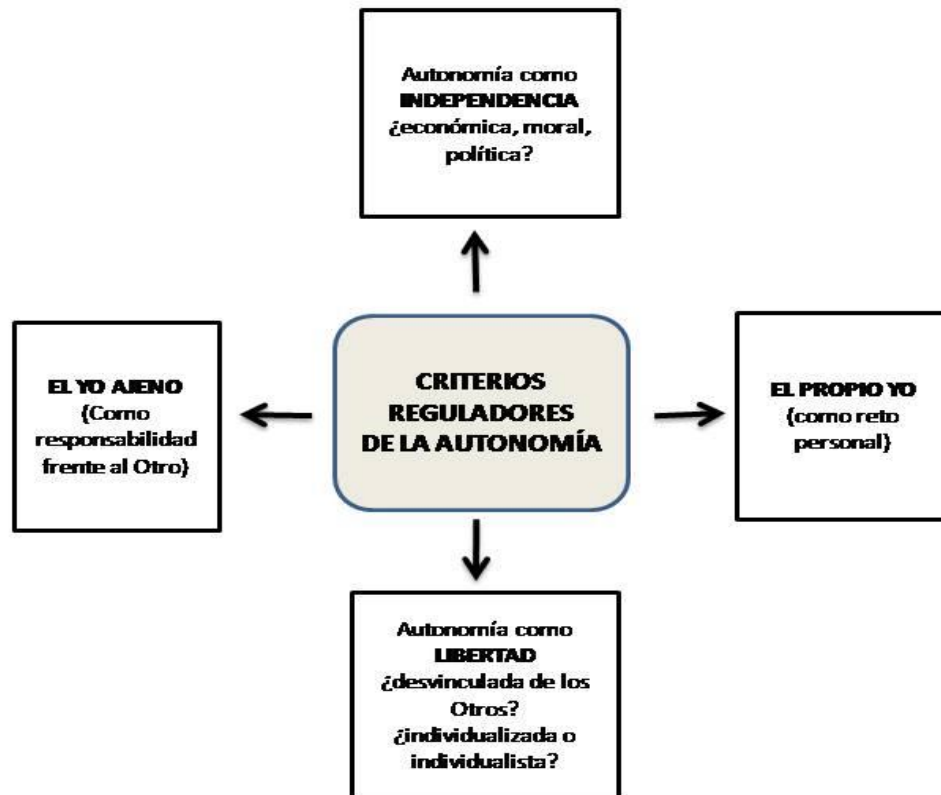 Autonomía como
INDEPENDENCIA
¿económica, moral,
política?
EL YO AJENO
(Como
responsabilidad
frente al Otro)
CRITERIOS
REGULADORES
DE LA AUTONOMÍA
EL PROPIO YO
(como reto
personal)
Autonomía como
LIBERTAD
¿desvinculada de los
Otros?
¿individualizada o
individualista?